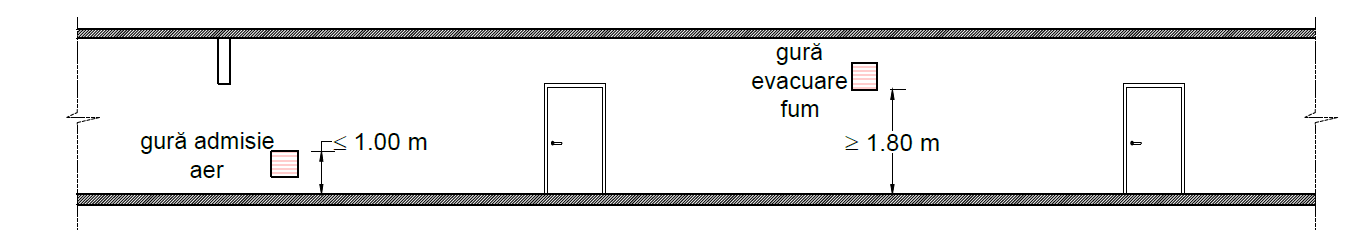 gură admisie
aer
≤ 1.00 m
gură
evacuare
fum
≥ 1.80 m